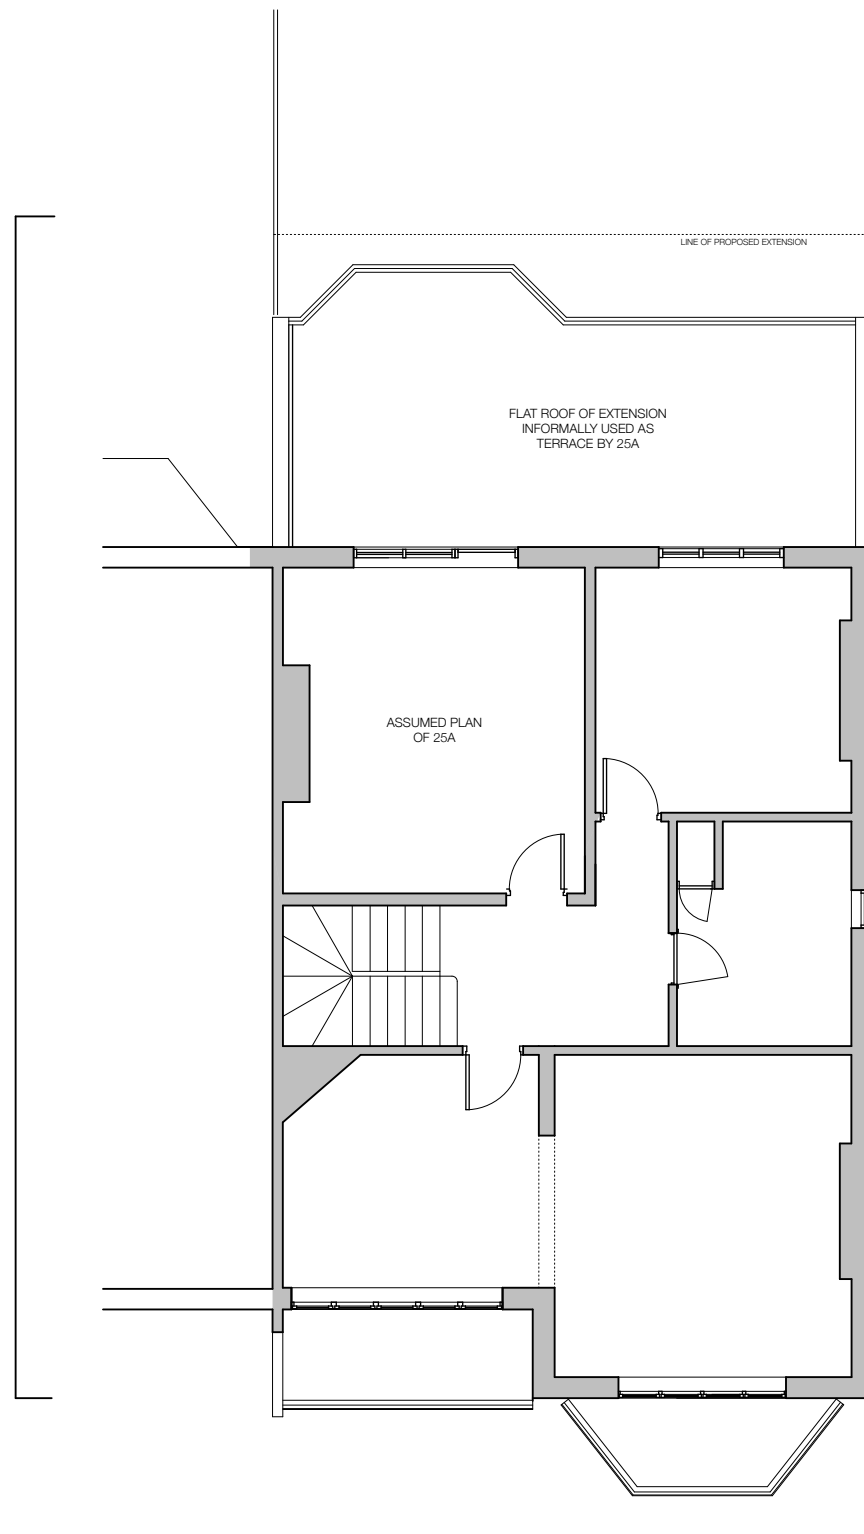 LINE OF PROPOSED EXTENSION
FLAT ROOF OF EXTENSION
INFORMALLY USED AS
TERRACE BY 25A
ASSUMED PLAN
OF 25A